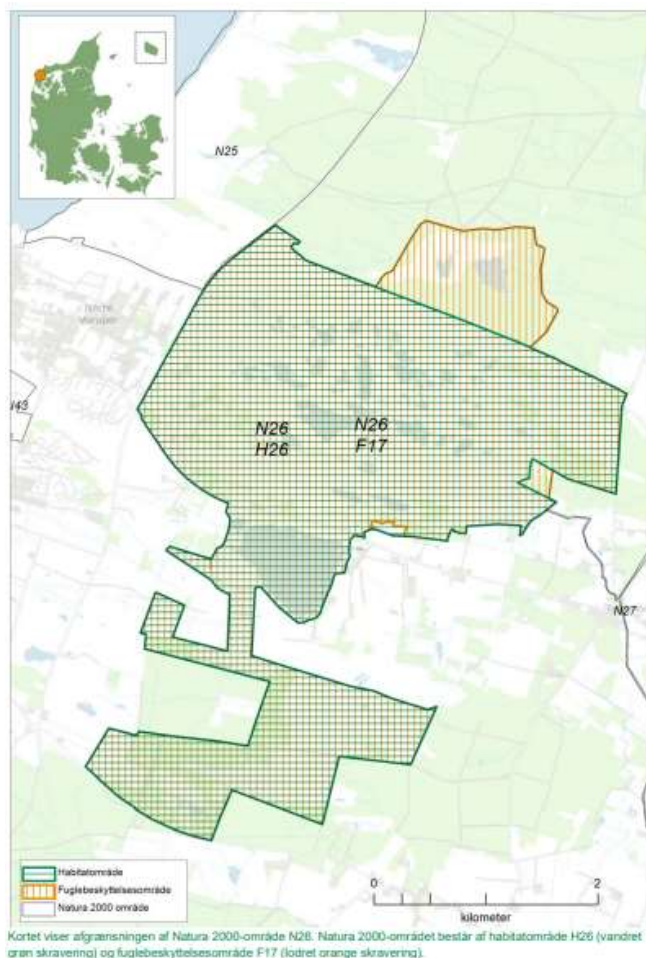 N25
N26
H26
N26
F17
N27
Habitatområde
Fuglebeskyttelsesområde
Natura 2000 område
0
2
kilometer
Kortet viser afgrænsningen af Natura 2000-område N26. Natura 2000-området består af habitatområde H26 (vandret
grøn skravering) og fuglebeskyttelsesområde F17 (lodret orange skravering).